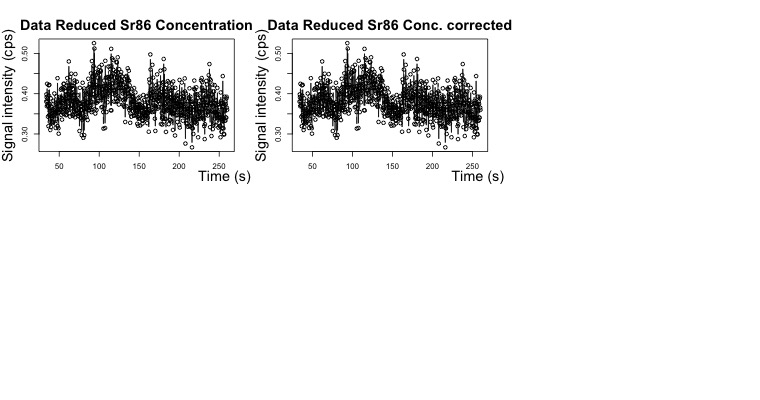 Data Reduced Sr86 Concentration
Signal intensity (cps)
0.50
0.40
0.30
50 100 150 200 250
Time (s)
Data Reduced Sr86 Conc. corrected
Signal intensity (cps)
0.50
0.40
0.30
50 100 150 200 250
Time (s)